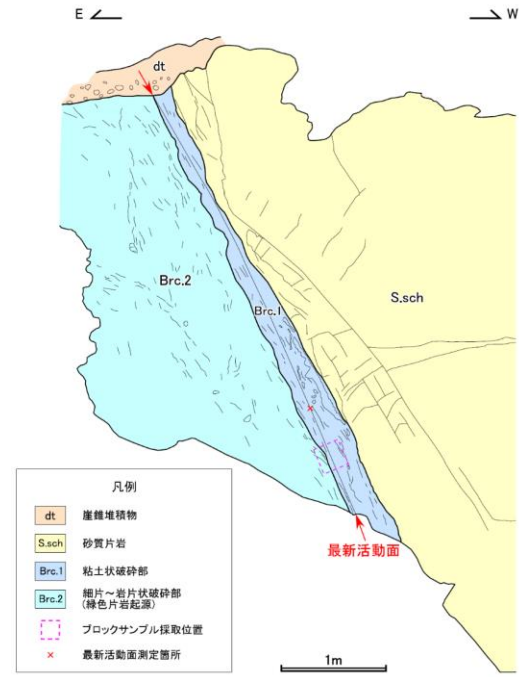 E W
dt
Brc.2
Brc.1
S.sch
最新活動面
凡例
dt 崖錐堆積物
S.sch 砂質片岩
Brc.1 粘土状破砕部
Brc.2 細片～岩片状破砕部
(緑色片岩起源)
ブロックサンプル採取位置
× 最新活動面測定箇所
1m